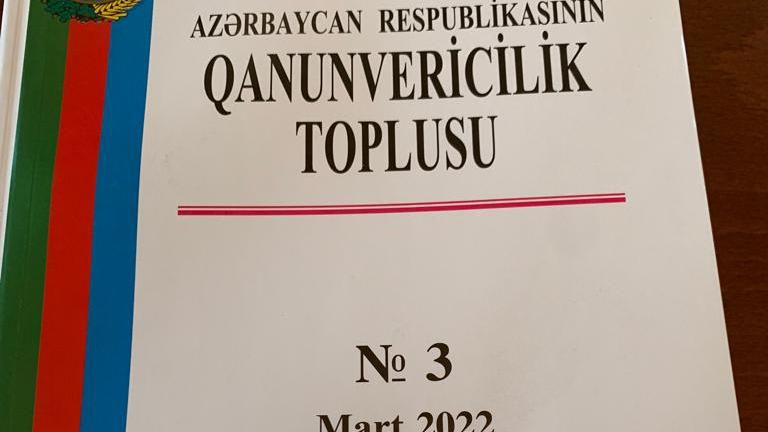 AZƏRBAYCAN RESPUBLİKASININ
QANUNVERİCİLİK
TOPLUSU
№ 3
Mart 2022